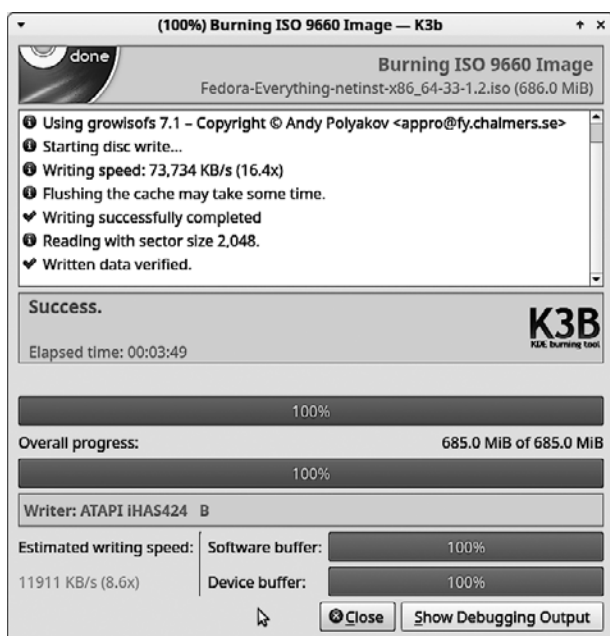 (100%) Burning ISO 9660 Image — K3b
done
Burning ISO 9660 Image
Fedora-Everything-netinst-x86_64-33-1.2.iso (686.0 MiB)
Using growisofs 7.1 – Copyright © Andy Polyakov <appro@fy.chalmers.se>
Starting disc write...
Writing speed: 73,734 KB/s (16.4x)
Flushing the cache may take some time.
Writing successfully completed
Reading with sector size 2,048.
Written data verified.
Success.
K3B
KDE burning tool
Elapsed time: 00:03:49
100%
Overall progress: 685.0 MiB of 685.0 MiB
100%
Writer: ATAPI iHAS424 B
Estimated writing speed: Software buffer: 100%
11911 KB/s (8.6x) Device buffer: 100%
Close Show Debugging Output